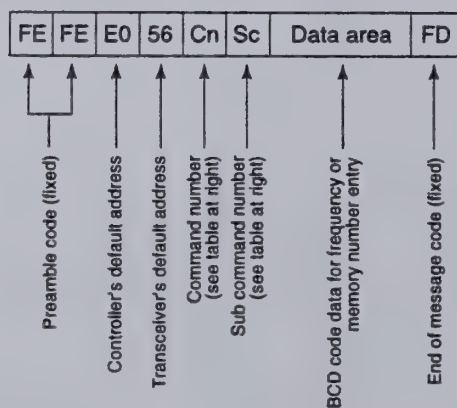 FE FE E0 56 Cn Sc Data area FD
Preamble code (fixed)
Controller's default address
Transceiver's default address
Command number
(see table at right)
Sub command number
(see table at right)
BCD code data for frequency or
memory number entry
End of message code (fixed)